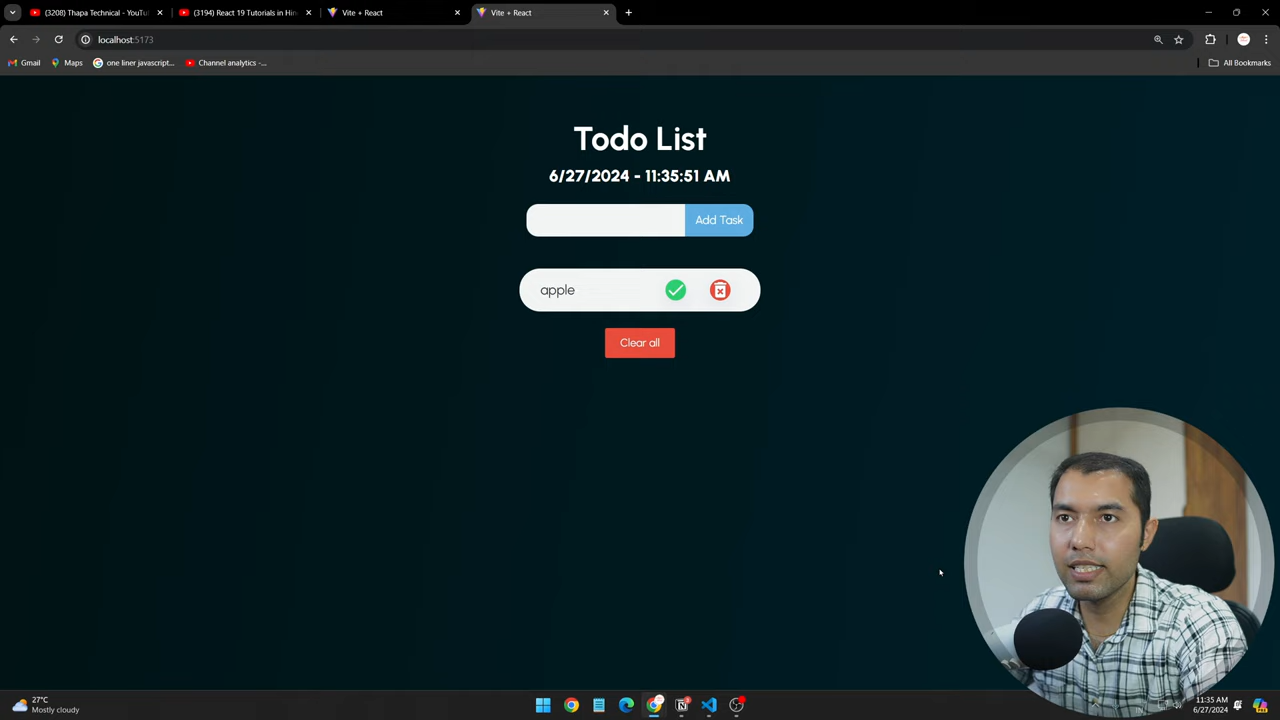 (3208) Thapa Technical - YouTu
(3194) React 19 Tutorials in Hin
Vite + React
Vite + React
localhost:5173
Gmail
Maps
one liner javascript...
Channel analytics -...
All Bookmarks
Todo List
6/27/2024 - 11:35:51 AM
Add Task
apple
Clear all
27°C
Mostly cloudy
11:35 AM
6/27/2024